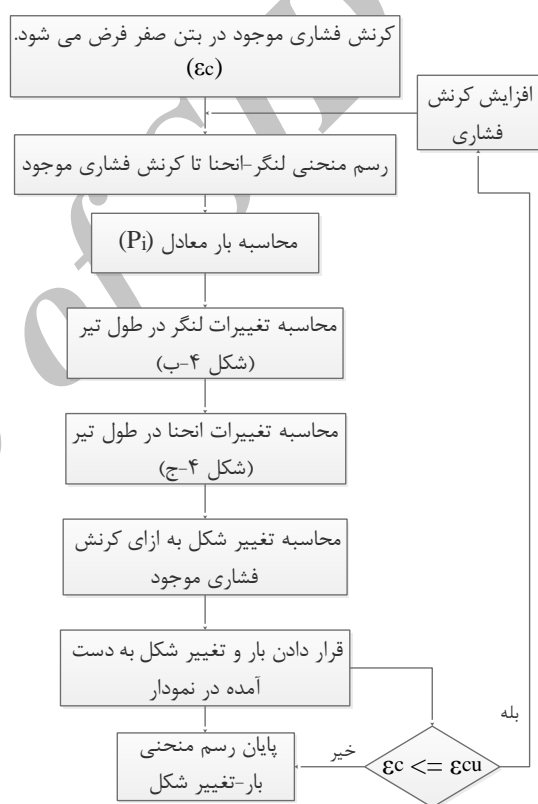 کرنش فشاری موجود در بتن صفر فرض می شود.
(εc)
افزایش کرنش
فشاری
رسم منحنی لنگر-انحنا تا کرنش فشاری موجود
محاسبه بار معادل (Pi)
محاسبه تغییرات لنگر در طول تیر
(شکل ۴-ب)
محاسبه تغییرات انحنا در طول تیر
(شکل ۴-ج)
محاسبه تغییر شکل به ازای کرنش
فشاری موجود
قرار دادن بار و تغییر شکل به دست
آمده در نمودار
بله
εc <= εcu
خیر
پایان رسم منحنی
بار-تغییر شکل
of